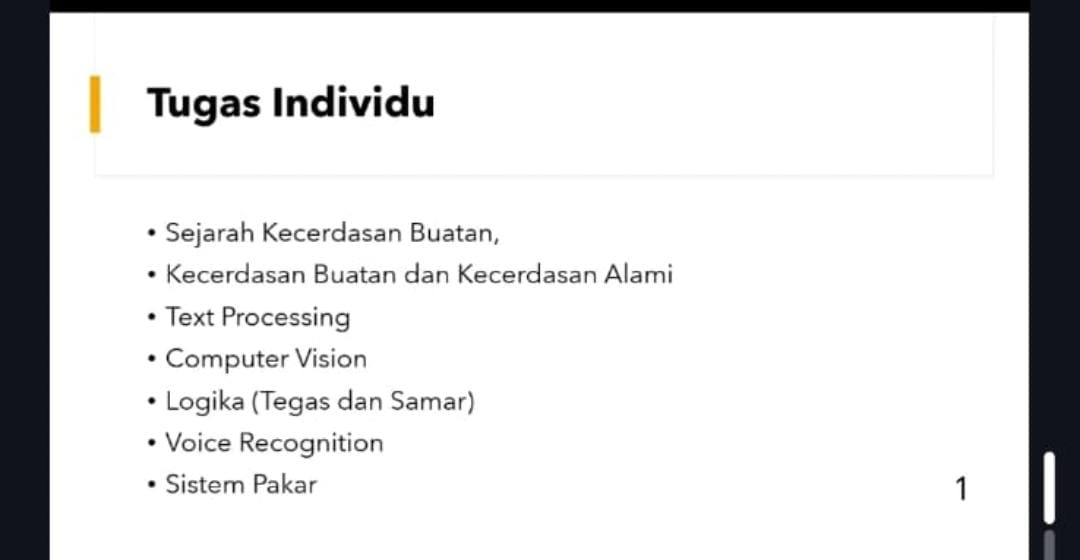 Tugas Individu
• Sejarah Kecerdasan Buatan,
• Kecerdasan Buatan dan Kecerdasan Alami
• Text Processing
• Computer Vision
• Logika (Tegas dan Samar)
• Voice Recognition
• Sistem Pakar
1